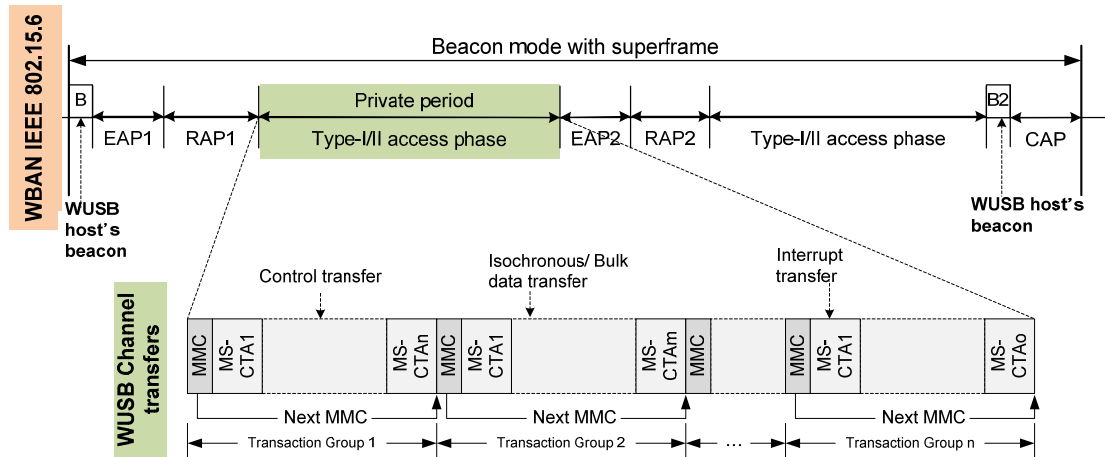 WBAN IEEE 802.15.6
Beacon mode with superframe
B
EAP1
RAP1
Private period
Type-I/II access phase
EAP2
RAP2
Type-I/II access phase
B2
CAP
WUSB
host's
beacon
WUSB host's
beacon
WUSB Channel
transfers
Control transfer
Isochronous/ Bulk
data transfer
Interrupt
transfer
MMC
MS-
CTA1
MS-
CTAn
MMC
MS-
CTA1
MS-
CTAm
MMC
MMC
MS-
CTA1
MS-
CTAo
Next MMC
Next MMC
Next MMC
Transaction Group 1
Transaction Group 2
...
Transaction Group n